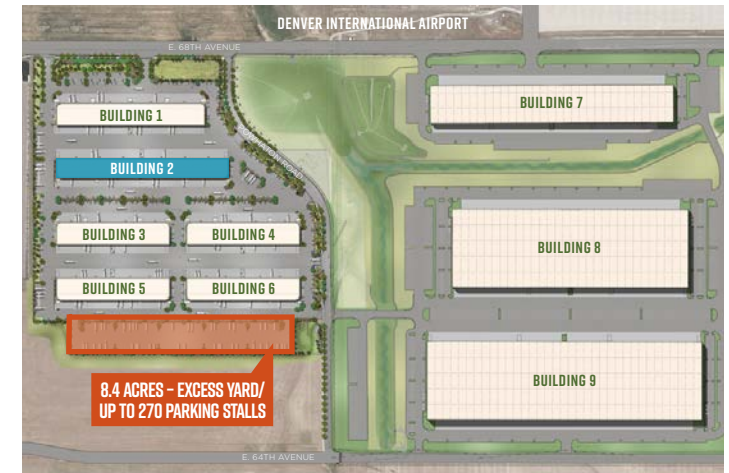 DENVER INTERNATIONAL AIRPORT
E. 68TH AVENUE
BUILDING 1
BUILDING 7
BUILDING 2
BUILDING 3
BUILDING 4
BUILDING 8
BUILDING 5
BUILDING 6
BUILDING 9
8.4 ACRES – EXCESS YARD/
UP TO 270 PARKING STALLS
E. 64TH AVENUE